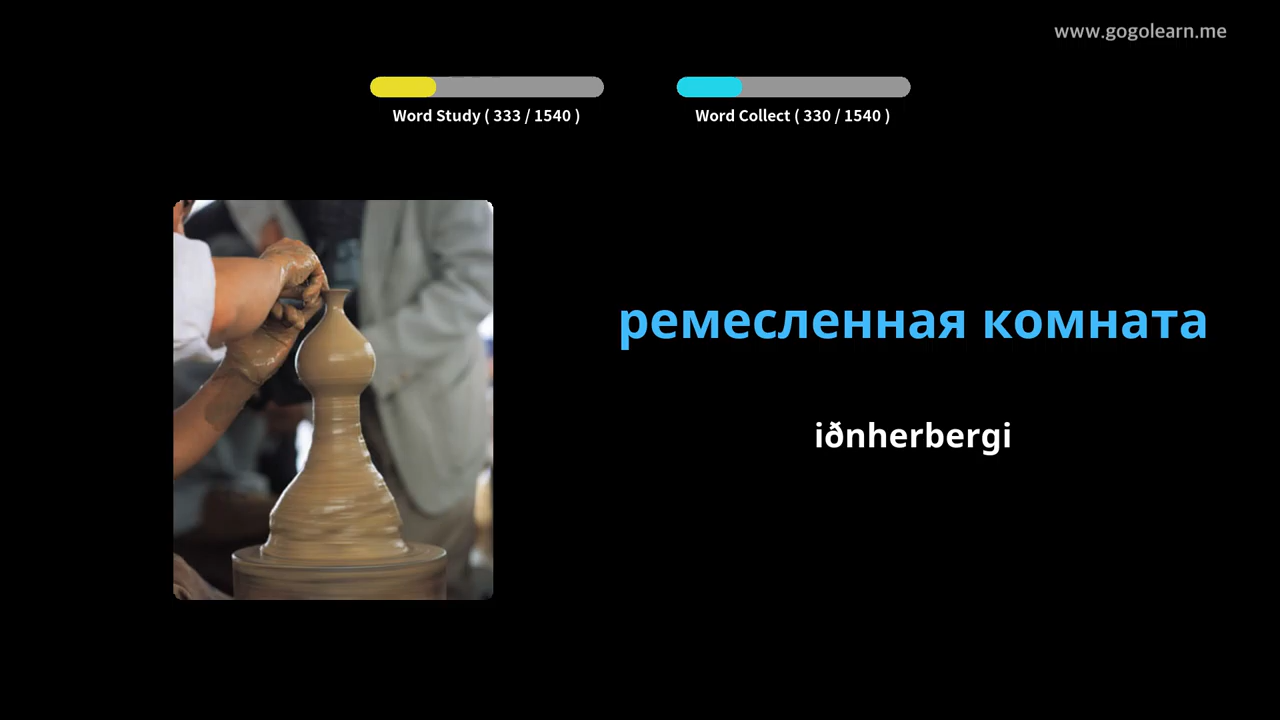 www.gogolearn.me
Word Study ( 333 / 1540 )
Word Collect ( 330 / 1540 )
ремесленная комната
iðnherbergi